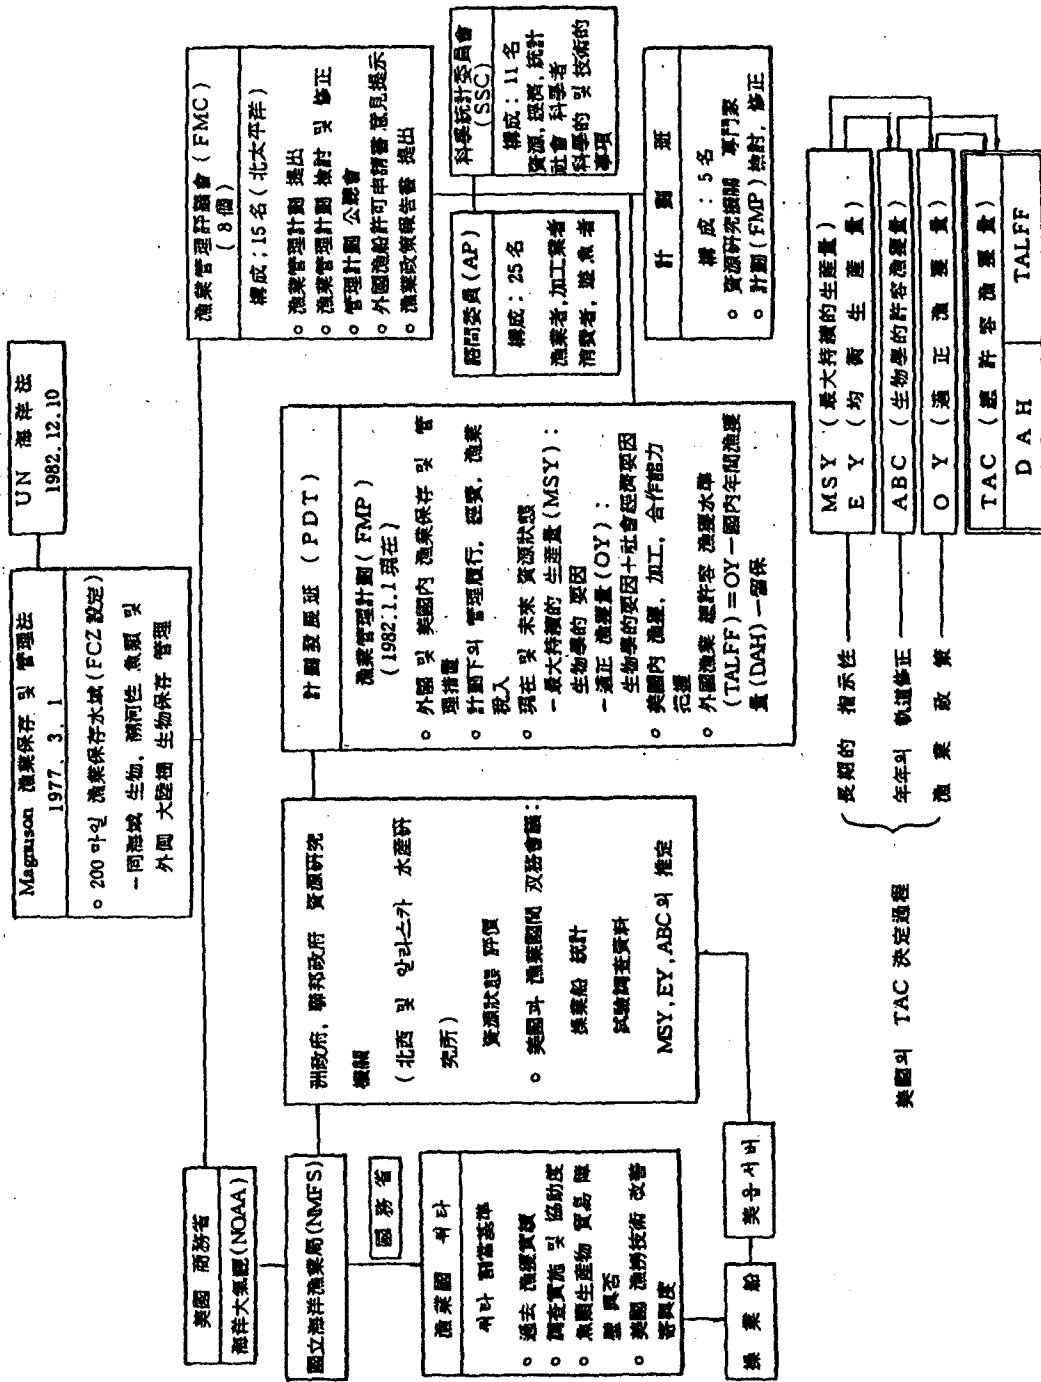 UN 海洋法
1982.12.10
Magnuson 漁業保存 및 管理法
1977. 3. 1
○ 200 마일 漁業保存水域(FCZ 設定)
－同海域 生物, 溯河性 魚類 및
外側 大陸棚 生物保存 管理
美國 商務省
海洋大氣廳(NOAA)
國立海洋漁業局(NMFS)
國務省
漁業國 쿼타
쿼타 割當基準
○ 過去 漁獲實績
○ 調査實施 및 協助度
○ 魚類生産物 貿易 障
壁 與否
○ 美國 漁撈技術 改善
寄與度
操 業 船
美옵서버
洲政府, 聯邦政府 資源硏究
機關
(北西 및 알라스카 水産硏
究所)
資源狀態 評價
○ 美國과 漁業國間 双務會議:
操業船 統計
試驗調査資料
MSY, EY, ABC의 推定
計劃發展班 (PDT)
漁業管理計劃(FMP)
(1982.1.1 現在)
○ 外國 및 美國內 漁業保存 및 管
理措置
○ 計劃下의 管理履行, 經費, 漁業
稅入
○ 現在 및 未來 資源狀態
－最大持續的 生産量(MSY):
生物學的 要因
－適正 漁獲量(OY):
生物學的要因＋社會經濟要因
○ 美國內 漁獲, 加工, 合作能力
把握
○ 外國漁業 總許容 漁獲水準
(TALFF)＝OY－國內年間漁獲
量(DAH)－留保
漁業管理評議會(FMC)
(8個)
構成;15名(北太平洋)
○ 漁業管理計劃 提出
○ 漁業管理計劃 檢討 및 修正
○ 管理計劃 公聽會
○ 外國漁船許可申請書 意見提示
○ 漁業政策報告書 提出
諮問委員(AP)
構成: 25名
漁業者,加工業者
消費者, 遊魚者
科學統計委員會
(SSC)
構成: 11名
資源, 經濟, 統計
社會 科學者
科學的 및 技術的
事項
計 劃 班
構成: 5名
○ 資源硏究機關 專門家
○ 計劃(FMP)檢討, 修正
美國의 TAC 決定過程
長期的 指示性
年年의 軌道修正
漁 業 政 策
MSY (最大持續的生産量)
E Y (均 衡 生 産 量)
ABC (生物學的許容漁獲量)
O Y (適 正 漁 獲 量)
TAC (總 許 容 漁 獲 量)
D A H
TALFF